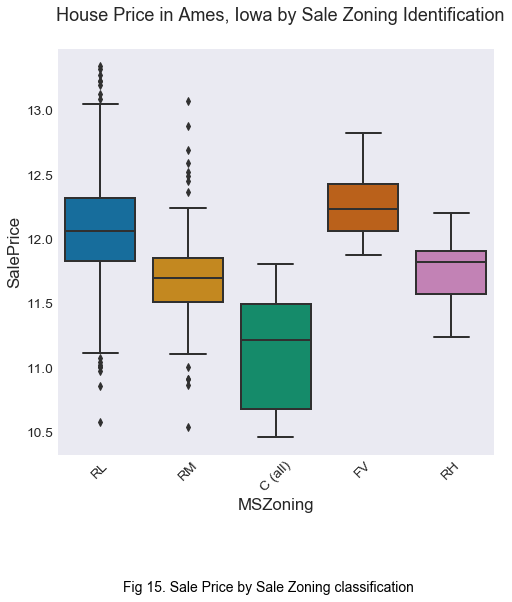 House Price in Ames, Iowa by Sale Zoning Identification
13.0
12.5
12.0
11.5
11.0
10.5
SalePrice
RL
RM
C (all)
FV
RH
MSZoning
Fig 15. Sale Price by Sale Zoning classification